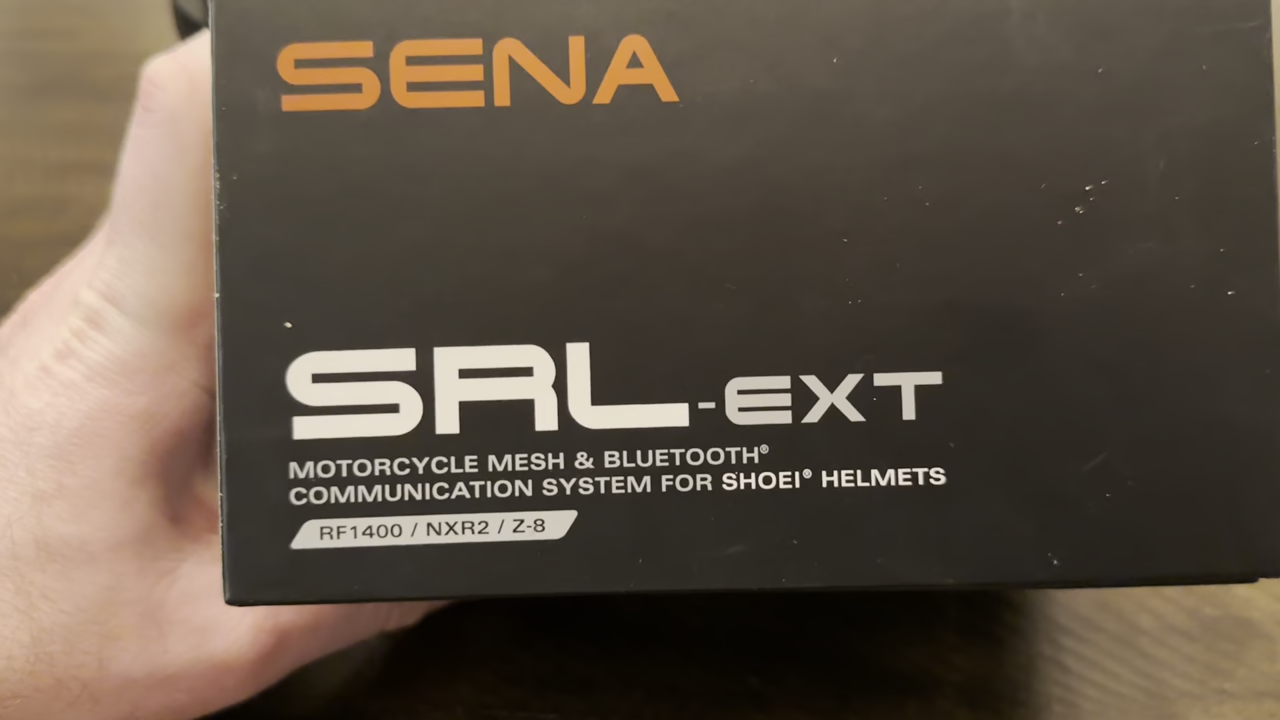 SENA
SRL-EXT
MOTORCYCLE MESH & BLUETOOTH®
COMMUNICATION SYSTEM FOR SHOEI® HELMETS
RF1400 / NXR2 / Z-8